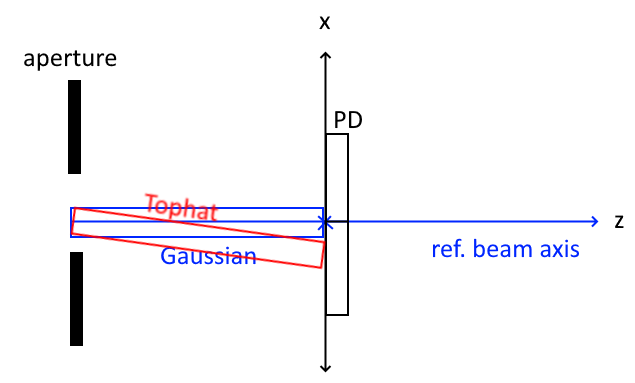 x
aperture
PD
Tophat
z
Gaussian
ref. beam axis